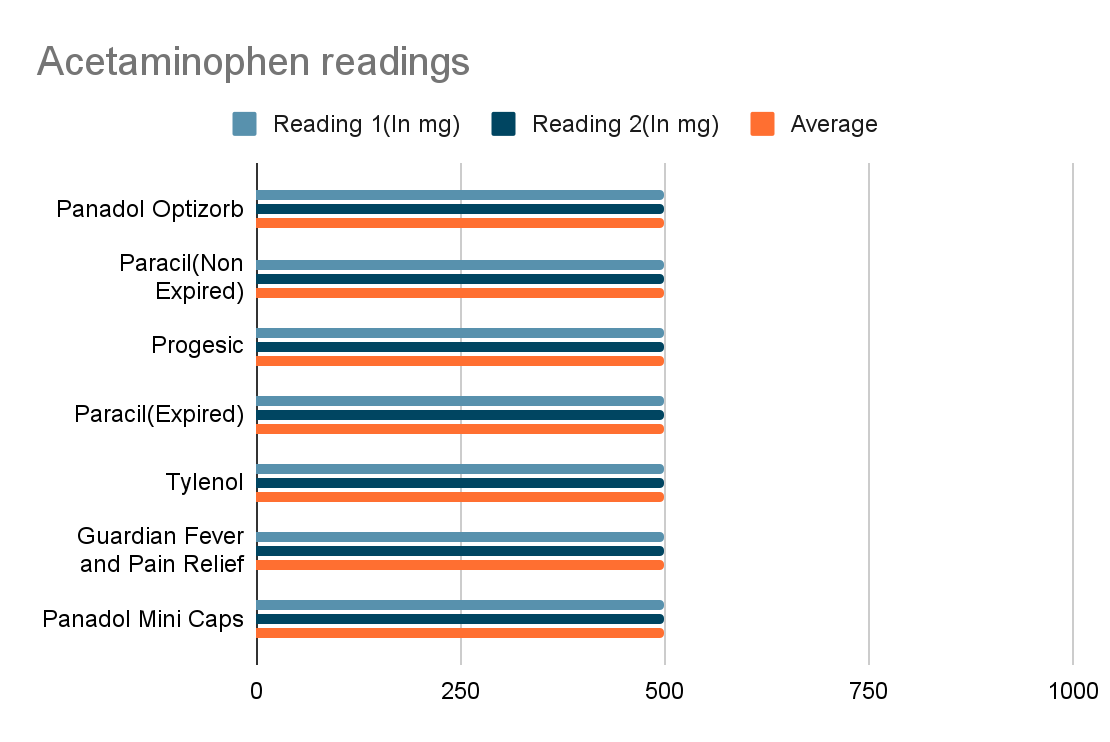 Acetaminophen readings
Reading 1(In mg)
Reading 2(In mg)
Average
Panadol Optizorb
Paracil(Non
Expired)
Progesic
Paracil(Expired)
Tylenol
Guardian Fever
and Pain Relief
Panadol Mini Caps
0
250
500
750
1000